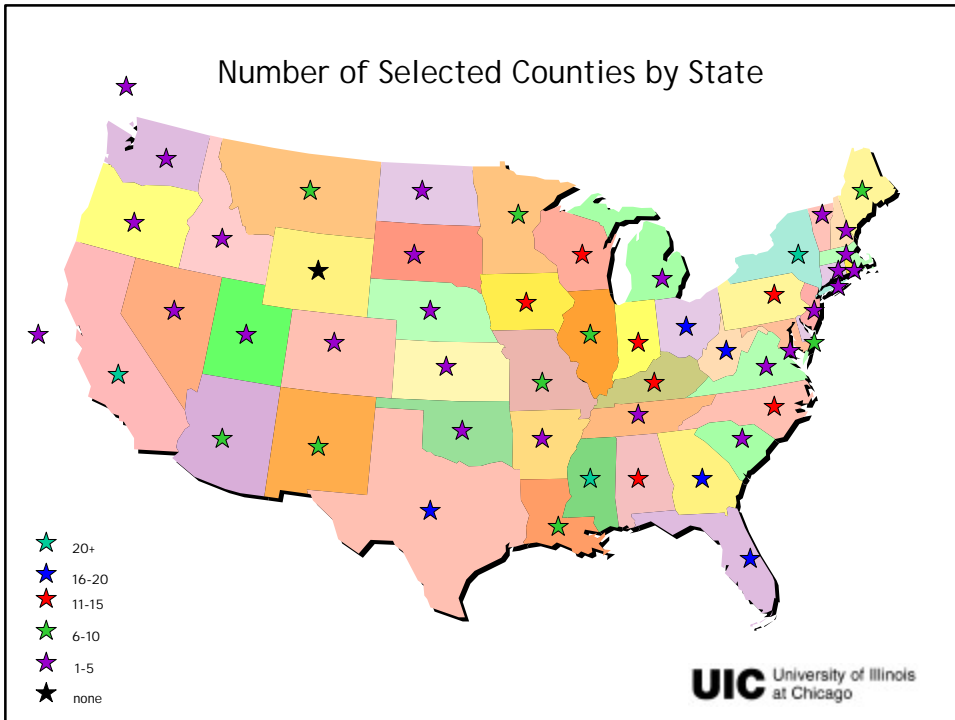 Number of Selected Counties by State
20+
16-20
11-15
6-10
1-5
none
UIC University of Illinois
at Chicago